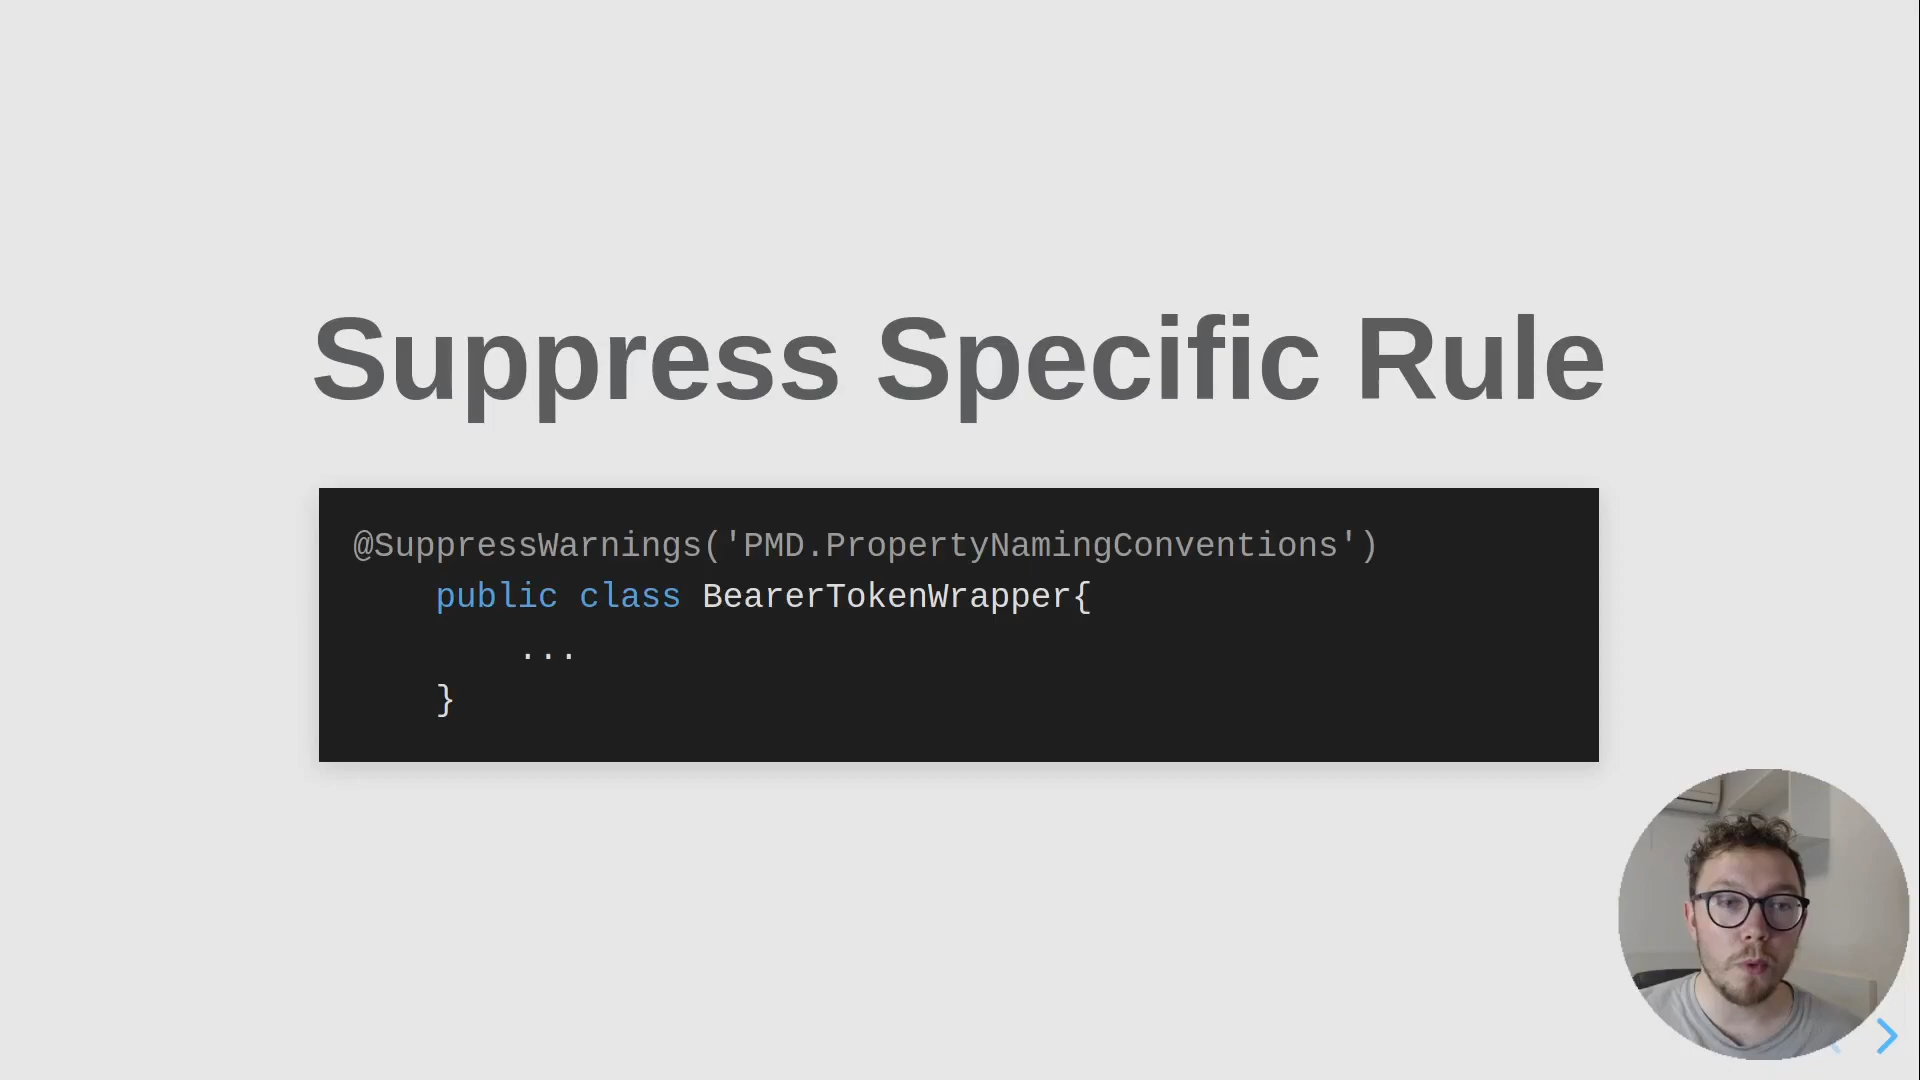 Suppress Specific Rule
@SuppressWarnings('PMD.PropertyNamingConventions')
public class BearerTokenWrapper{
...
}